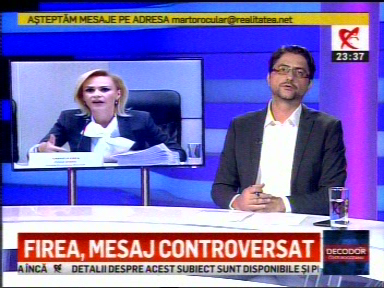 AȘTEPTĂM MESAJE PE ADRESA martorocular@realitatea.net
23:37
FIREA, MESAJ CONTROVERSAT
DECODOR
A INCĂ DETALII DESPRE ACEST SUBIECT SUNT DISPONIBILE ȘI P